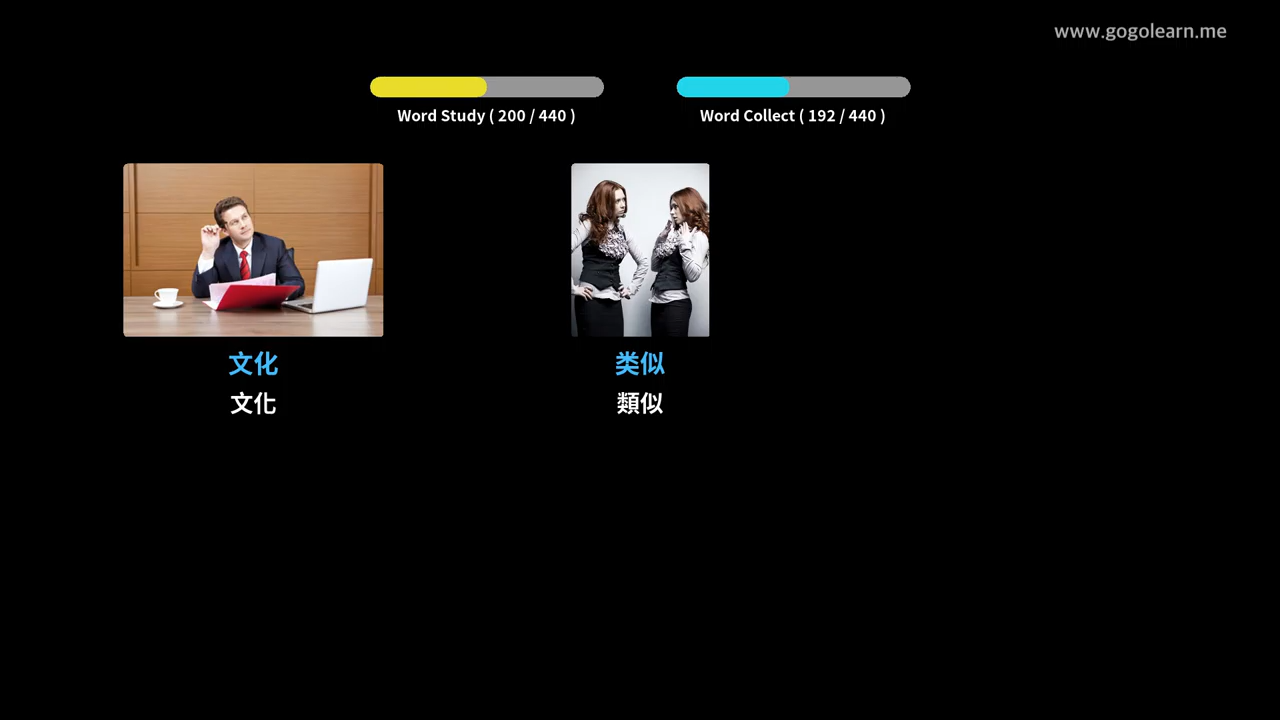 www.gogolearn.me
Word Study ( 200 / 440 )
Word Collect ( 192 / 440 )
文化
文化
类似
類似